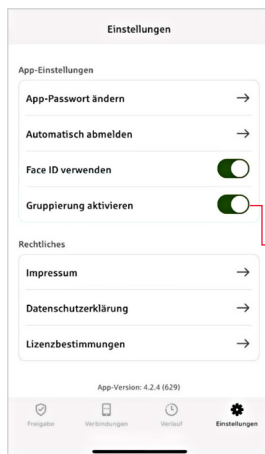 Einstellungen
App-Einstellungen
App-Passwort ändern
Automatisch abmelden
Face ID verwenden
Gruppierung aktivieren
Rechtliches
Impressum
Datenschutzerklärung
Lizenzbestimmungen
App-Version: 4.2.4 (629)
Freigabe Verbindungen Verlauf Einstellungen